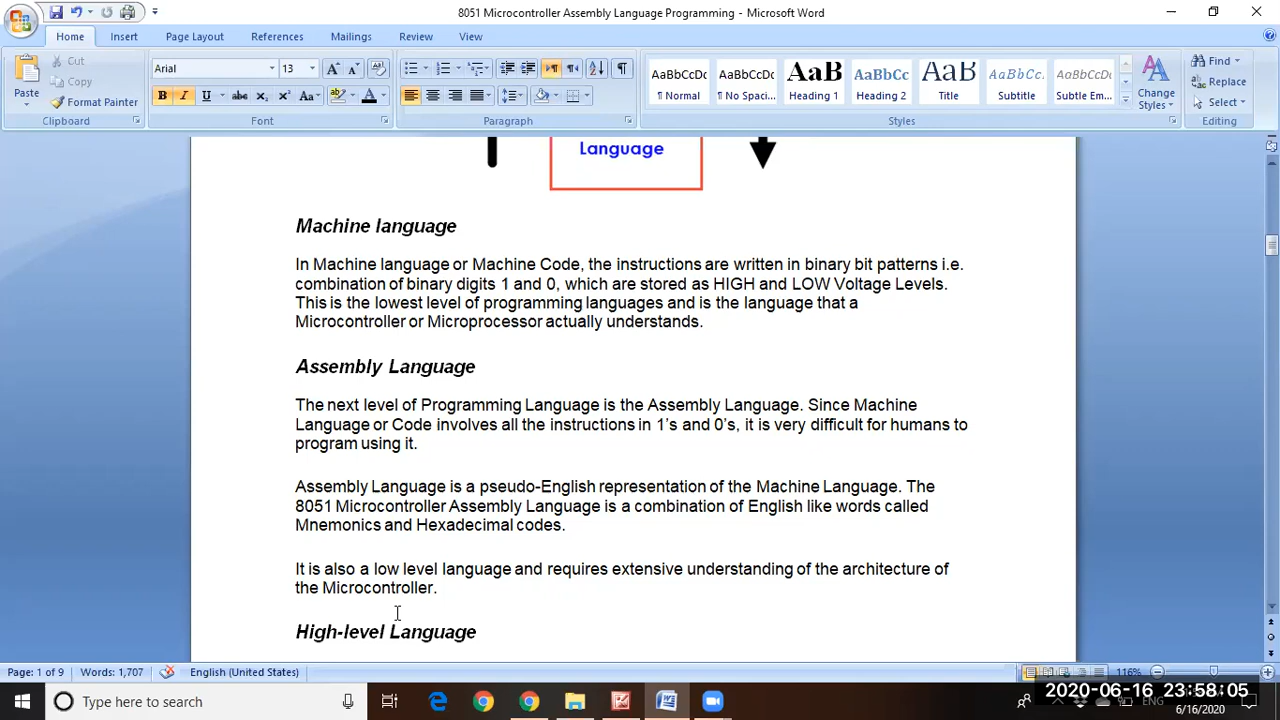 8051 Microcontroller Assembly Language Programming - Microsoft Word
Home Insert Page Layout References Mailings Review View
Paste
Cut
Copy
Format Painter
Clipboard
Arial 13
Font
Paragraph
AaBbCcDc AaBbCcDc AaB AaBbCc AaB AaBbCc AaBbCcDc
¶ Normal ¶ No Spaci... Heading 1 Heading 2 Title Subtitle Subtle Em...
Change Styles
Styles
Find
Replace
Select
Editing
Language
Machine language
In Machine language or Machine Code, the instructions are written in binary bit patterns i.e.
combination of binary digits 1 and 0, which are stored as HIGH and LOW Voltage Levels.
This is the lowest level of programming languages and is the language that a
Microcontroller or Microprocessor actually understands.
Assembly Language
The next level of Programming Language is the Assembly Language. Since Machine
Language or Code involves all the instructions in 1’s and 0’s, it is very difficult for humans to
program using it.
Assembly Language is a pseudo-English representation of the Machine Language. The
8051 Microcontroller Assembly Language is a combination of English like words called
Mnemonics and Hexadecimal codes.
It is also a low level language and requires extensive understanding of the architecture of
the Microcontroller.
High-level Language
Page: 1 of 9 Words: 1,707 English (United States) 116%
Type here to search
2020-06-16 23:58:05
ENG
6/16/2020